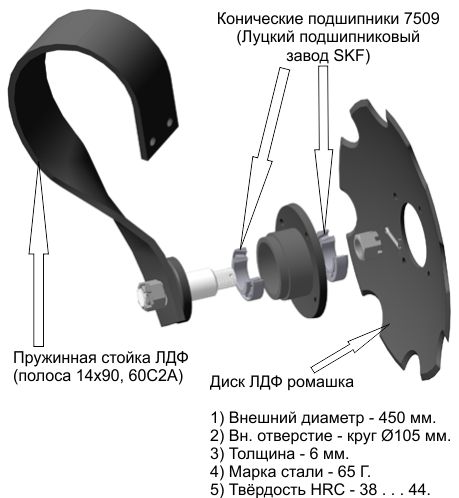 Конические подшипники 7509
(Луцкий подшипниковый
завод SKF)
Пружинная стойка ЛДФ
(полоса 14х90, 60С2А)
Диск ЛДФ ромашка
1) Внешний диаметр - 450 мм.
2) Вн. отверстие - круг Ø105 мм.
3) Толщина - 6 мм.
4) Марка стали - 65 Г.
5) Твёрдость HRC - 38 . . . 44.